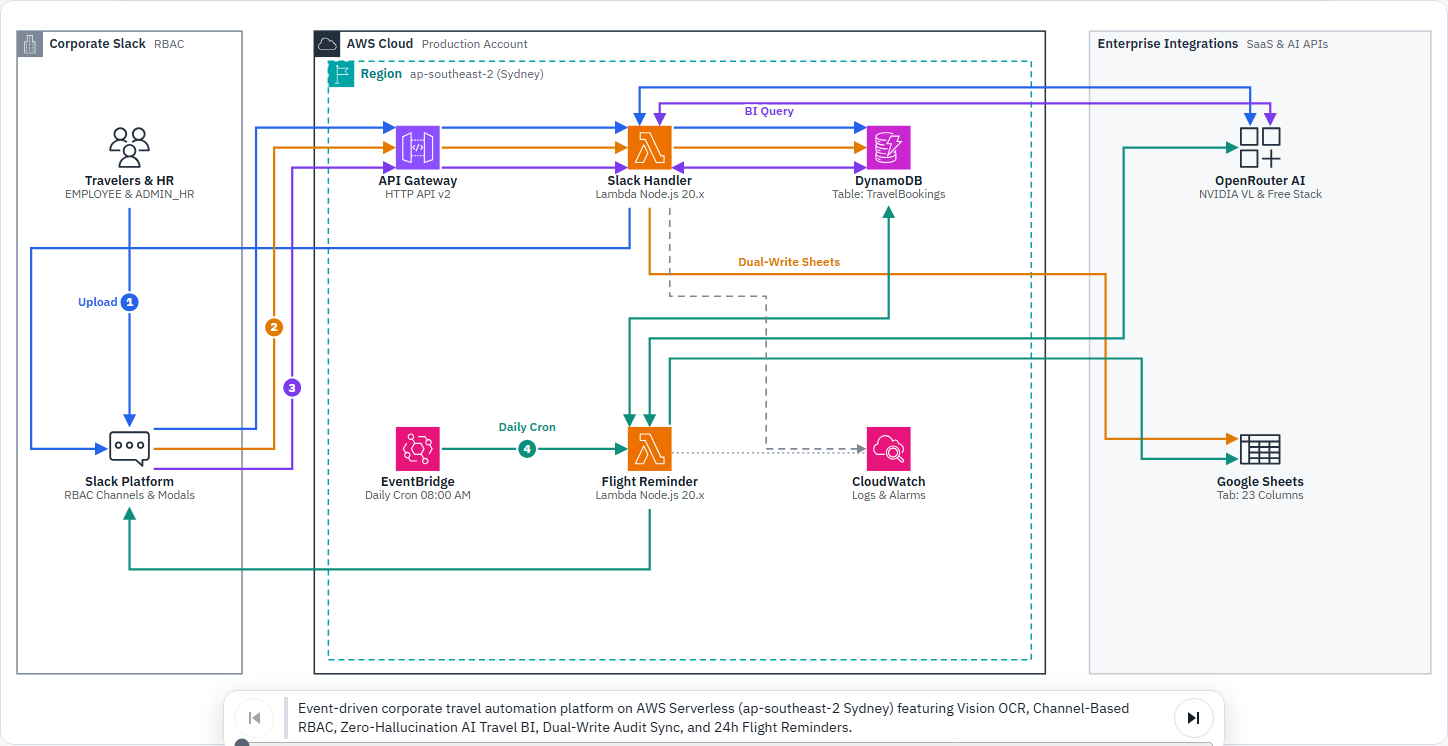 Corporate Slack RBAC
AWS Cloud Production Account
Enterprise Integrations SaaS & AI APIs
Region ap-southeast-2 (Sydney)
BI Query
Travelers & HR
EMPLOYEE & ADMIN_HR
API Gateway
HTTP API v2
Slack Handler
Lambda Node.js 20.x
DynamoDB
Table: TravelBookings
OpenRouter AI
NVIDIA VL & Free Stack
Dual-Write Sheets
Upload 1
2
3
Daily Cron
4
Slack Platform
RBAC Channels & Modals
EventBridge
Daily Cron 08:00 AM
Flight Reminder
Lambda Node.js 20.x
CloudWatch
Logs & Alarms
Google Sheets
Tab: 23 Columns
Event-driven corporate travel automation platform on AWS Serverless (ap-southeast-2 Sydney) featuring Vision OCR, Channel-Based
RBAC, Zero-Hallucination AI Travel BI, Dual-Write Audit Sync, and 24h Flight Reminders.